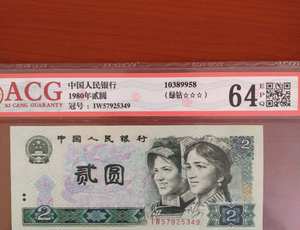 ACG
XI CANG GUARANTY
中国人民银行
1980年贰圆
冠号：IW57925349
10389958
(绿钻☆☆☆)
64
EPQ
中国人民银行
2
贰圆
2
IW57925349
2